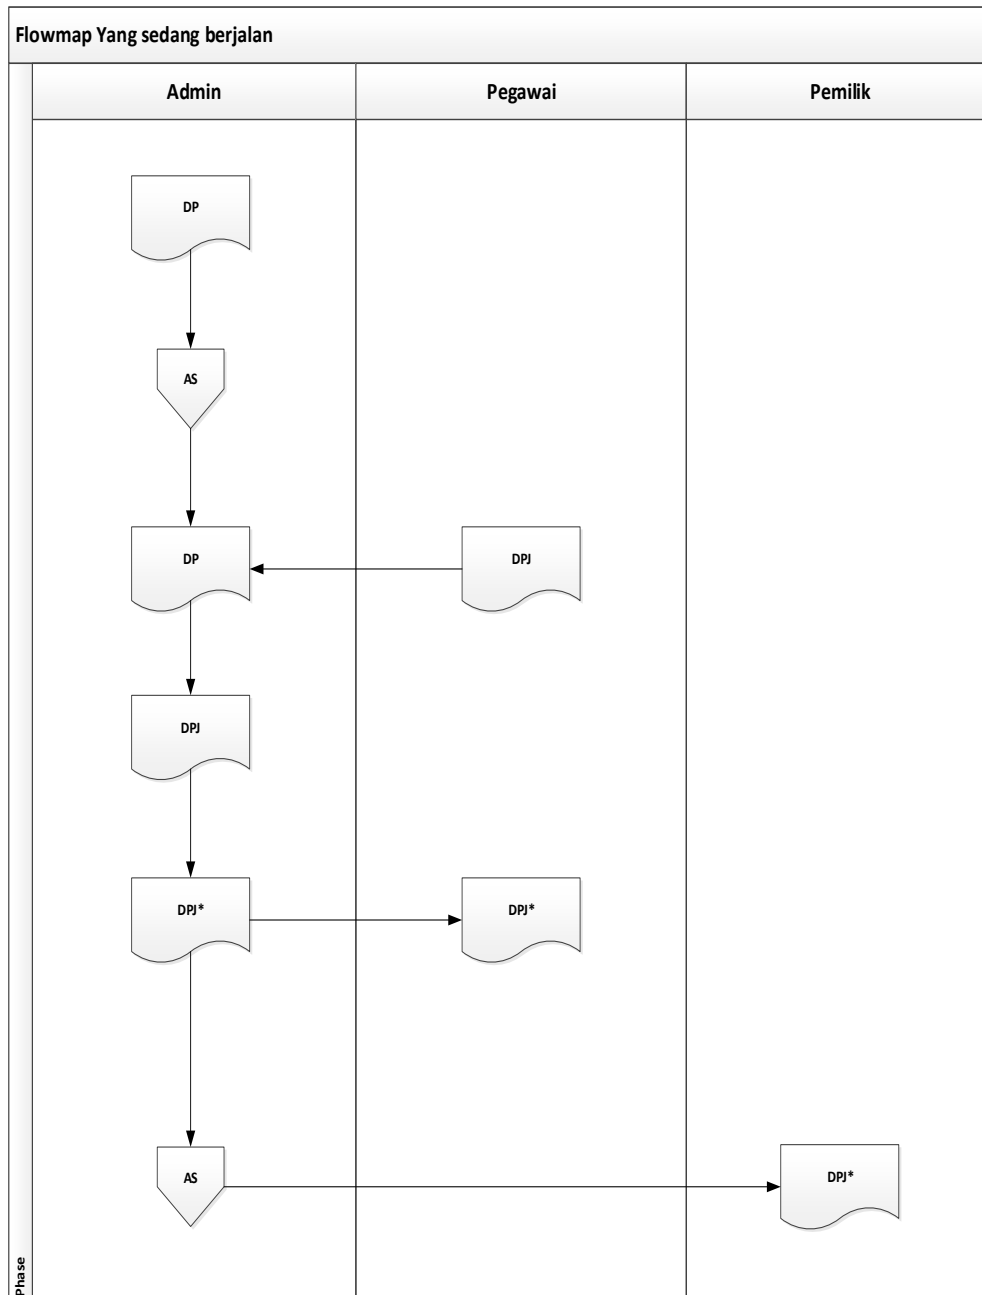 Flowmap Yang sedang berjalan
Admin
Pegawai
Pemilik
DP
AS
DP
DPJ
DPJ
DPJ*
DPJ*
AS
DPJ*
Phase